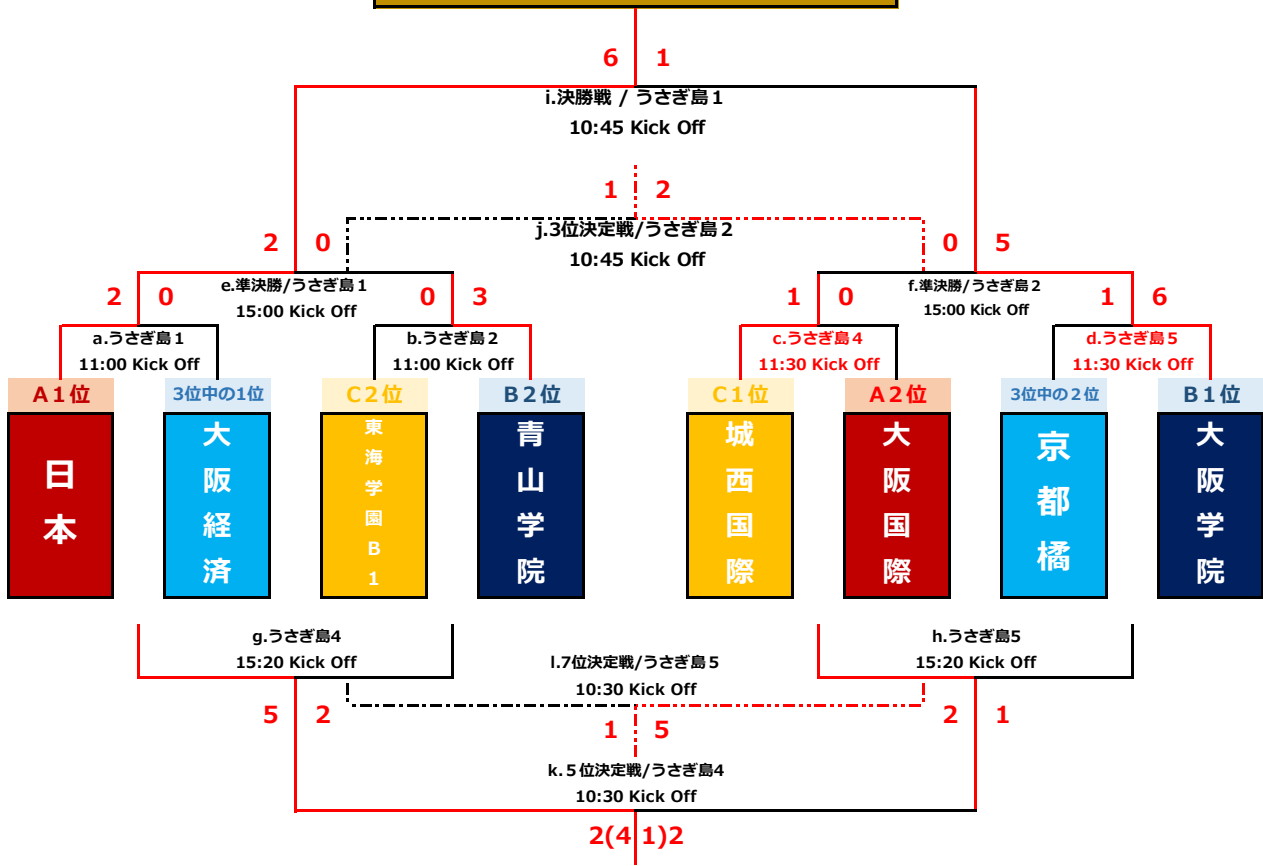 6 1
i.決勝戦 / うさぎ島1
10:45 Kick Off
1 2
j.3位決定戦/うさぎ島2
10:45 Kick Off
2 0
0 5
e.準決勝/うさぎ島1
15:00 Kick Off
f.準決勝/うさぎ島2
15:00 Kick Off
2 0
0 3
1 0
1 6
a.うさぎ島1
11:00 Kick Off
b.うさぎ島2
11:00 Kick Off
c.うさぎ島4
11:30 Kick Off
d.うさぎ島5
11:30 Kick Off
A1位
3位中の1位
C2位
B2位
C1位
A2位
3位中の2位
B1位
日本
大阪経済
東海学園B1
青山学院
城西国際
大阪国際
京都橘
大阪学院
g.うさぎ島4
15:20 Kick Off
h.うさぎ島5
15:20 Kick Off
l.7位決定戦/うさぎ島5
10:30 Kick Off
5 2
1 5
2 1
k.5位決定戦/うさぎ島4
10:30 Kick Off
2(4 1)2